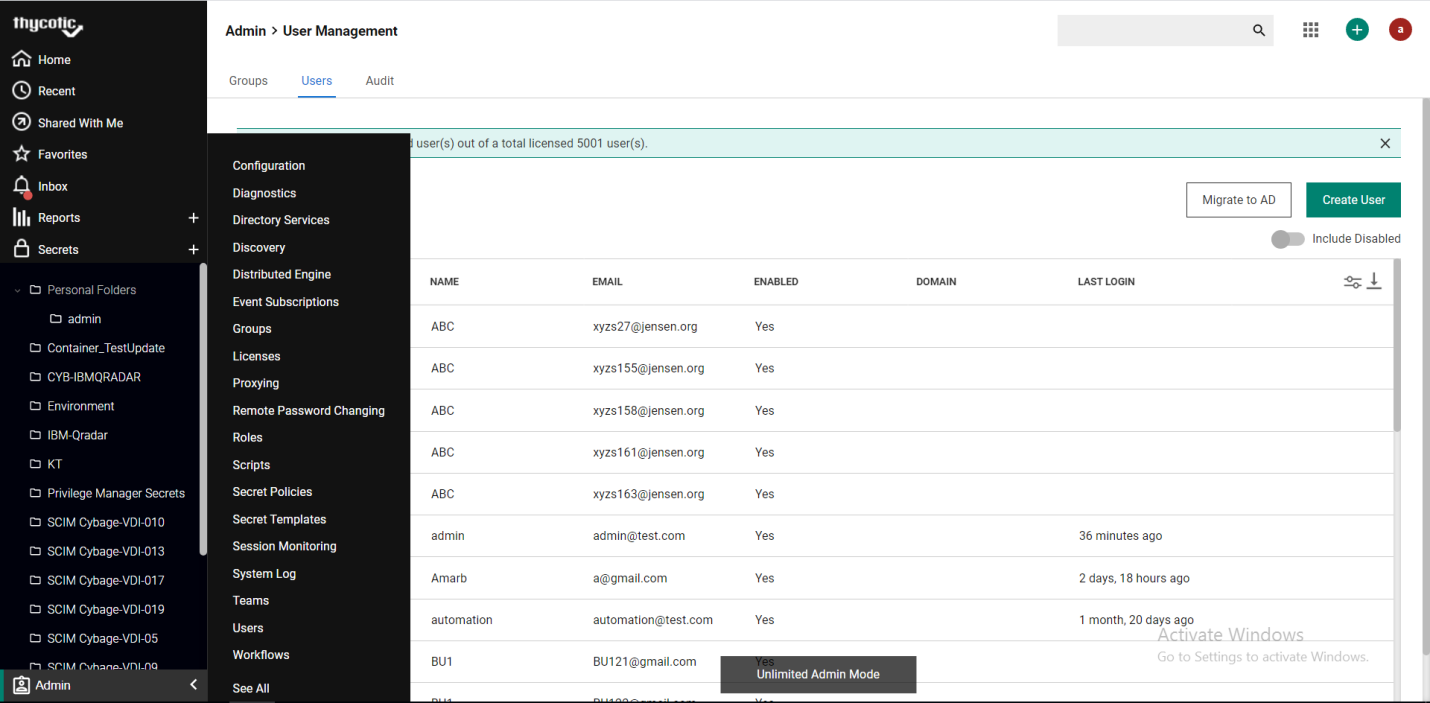 thycotic
Home
Recent
Shared With Me
Favorites
Inbox
Reports
Secrets
Personal Folders
admin
Container_TestUpdate
CYB-IBMQRADAR
Environment
IBM-Qradar
KT
Privilege Manager Secrets
SCIM Cybage-VDI-010
SCIM Cybage-VDI-013
SCIM Cybage-VDI-017
SCIM Cybage-VDI-019
SCIM Cybage-VDI-05
SCIM Cybage-VDI-09
Admin
Configuration
Diagnostics
Directory Services
Discovery
Distributed Engine
Event Subscriptions
Groups
Licenses
Proxying
Remote Password Changing
Roles
Scripts
Secret Policies
Secret Templates
Session Monitoring
System Log
Teams
Users
Workflows
See All
Admin > User Management
a
Groups Users Audit
user(s) out of a total licensed 5001 user(s).
Migrate to AD Create User
Include Disabled
NAME EMAIL ENABLED DOMAIN LAST LOGIN
ABC xyzs27@jensen.org Yes
ABC xyzs155@jensen.org Yes
ABC xyzs158@jensen.org Yes
ABC xyzs161@jensen.org Yes
ABC xyzs163@jensen.org Yes
admin admin@test.com Yes 36 minutes ago
Amarb a@gmail.com Yes 2 days, 18 hours ago
automation automation@test.com Yes 1 month, 20 days ago
BU1 BU121@gmail.com Yes
Unlimited Admin Mode
Activate Windows
Go to Settings to activate Windows.